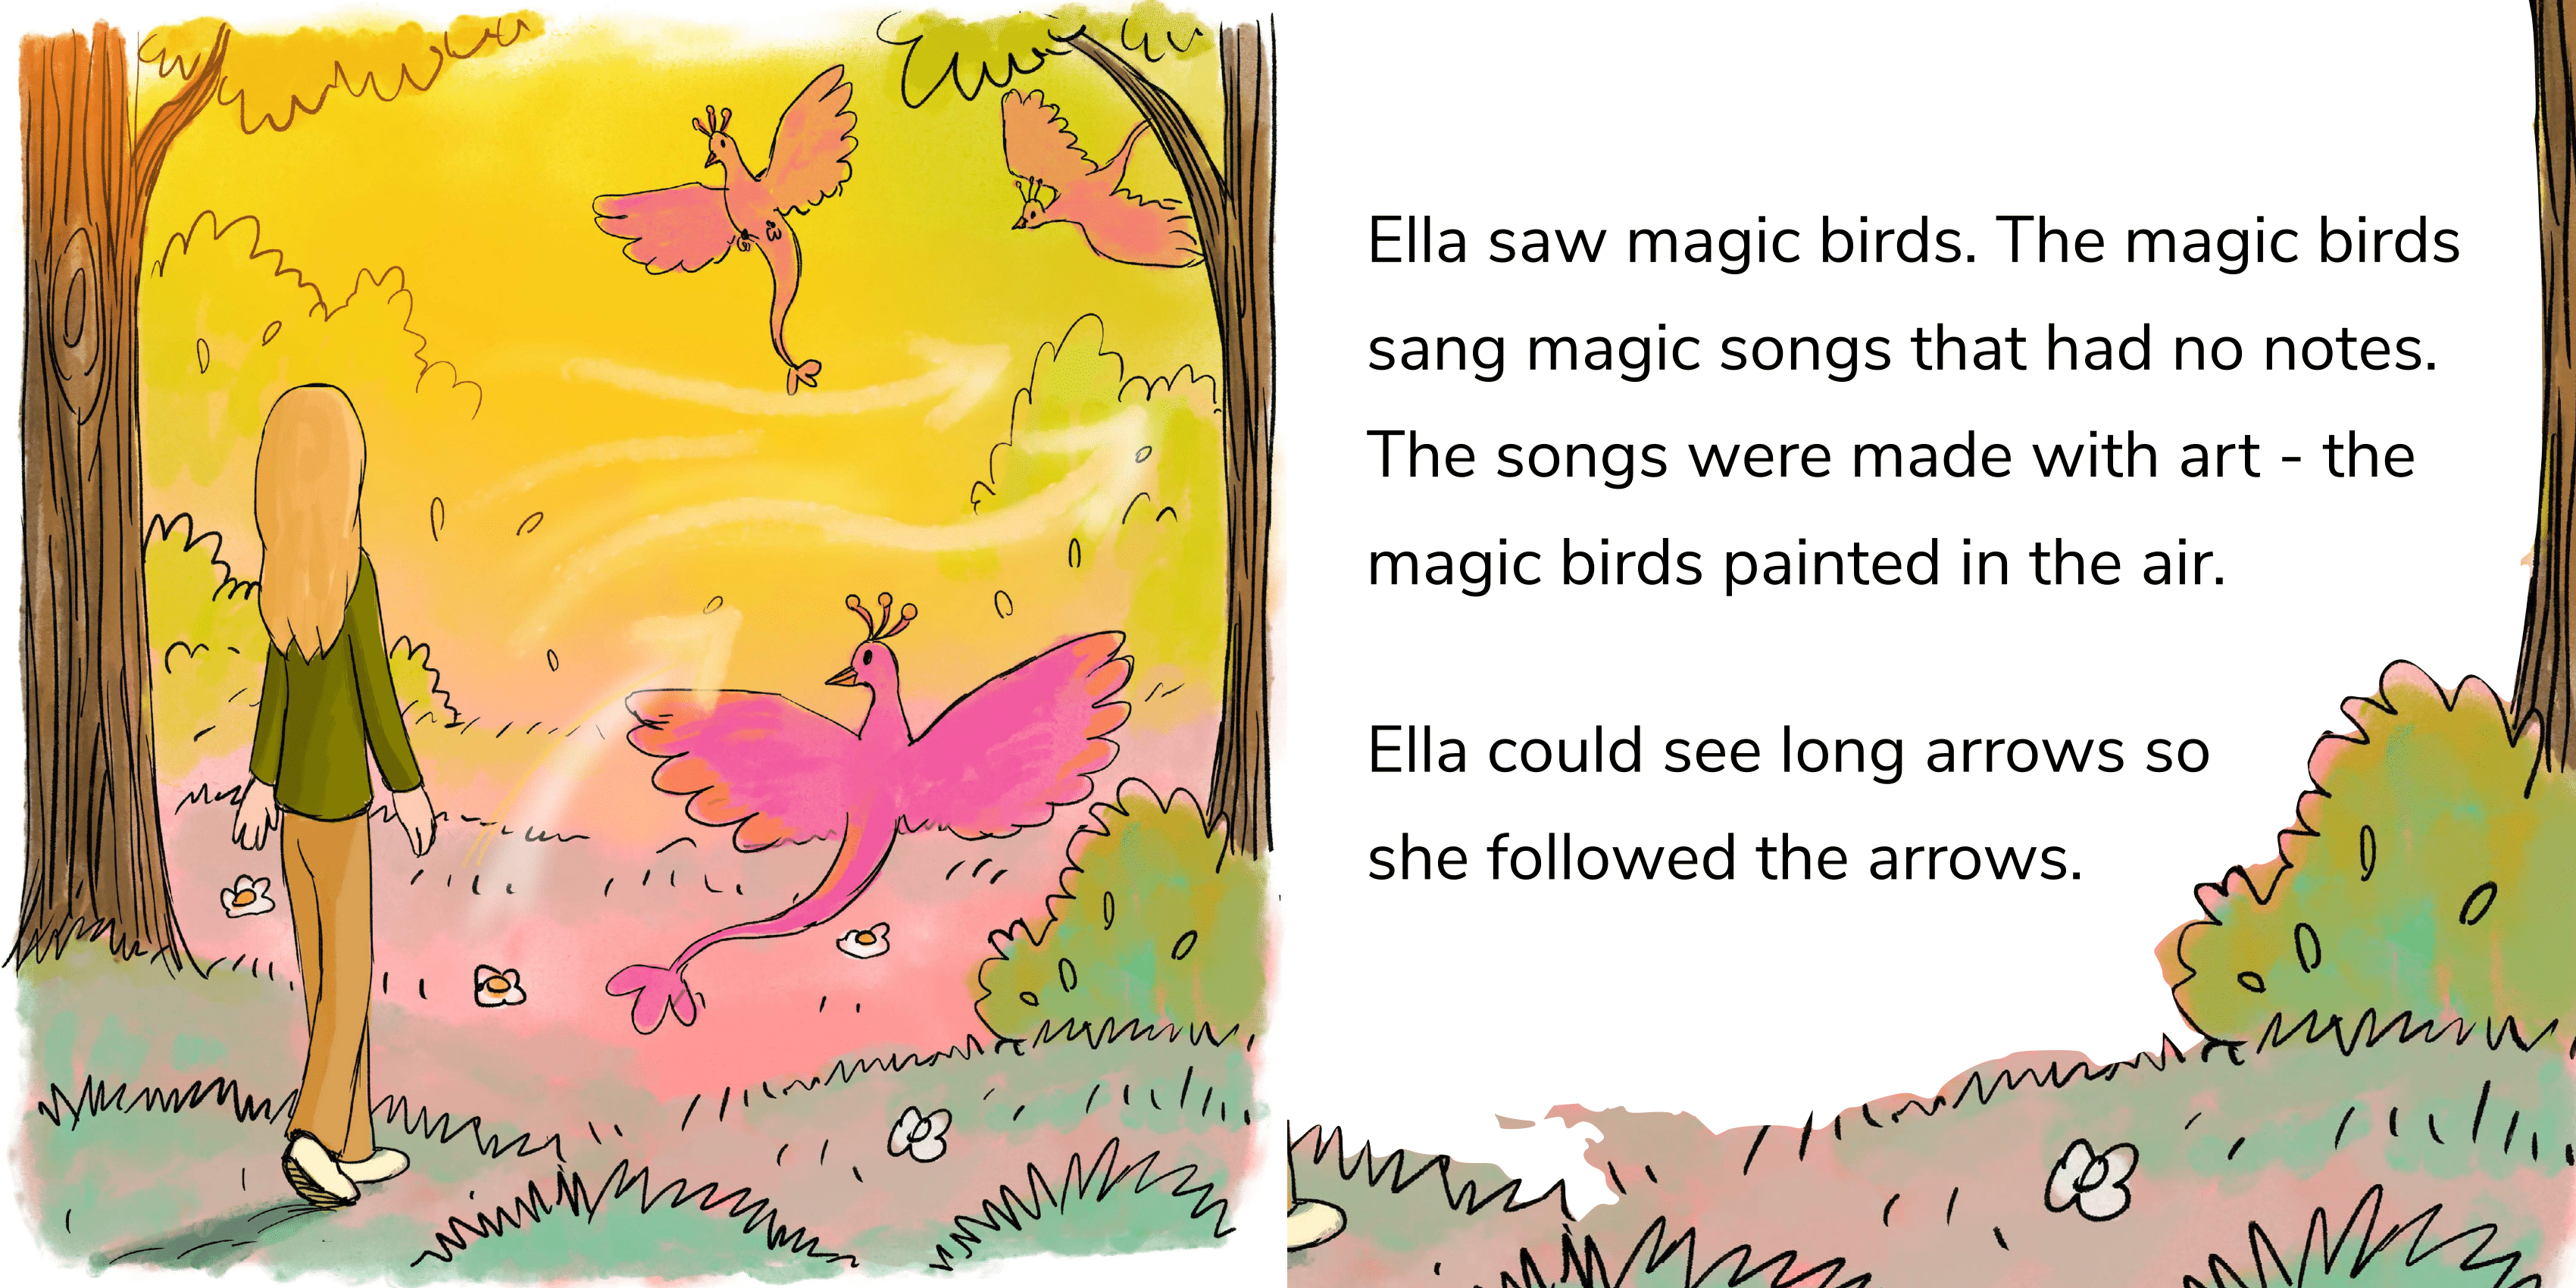 Ella saw magic birds. The magic birds
sang magic songs that had no notes.
The songs were made with art - the
magic birds painted in the air.
Ella could see long arrows so
she followed the arrows.